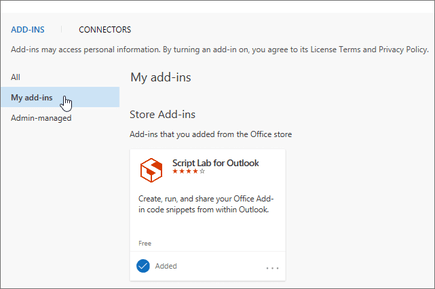 ADD-INS CONNECTORS
Add-ins may access personal information. By turning an add-in on, you agree to its License Terms and Privacy Policy.
All
My add-ins
Admin-managed
My add-ins
Store Add-ins
Add-ins that you added from the Office store
Script Lab for Outlook
Create, run, and share your Office Add-
in code snippets from within Outlook.
Free
Added
...